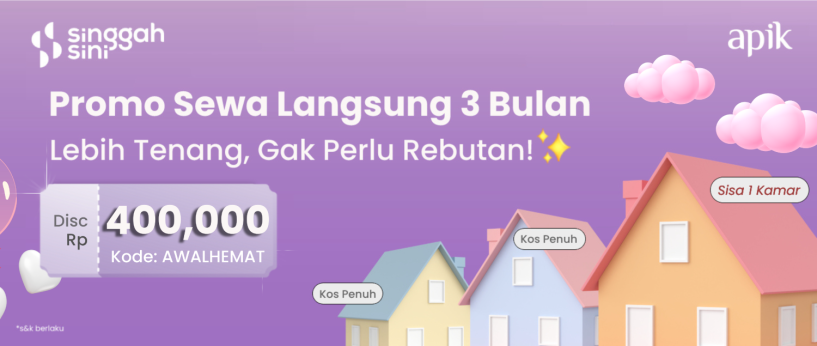 singgah
sini
apik
Promo Sewa Langsung 3 Bulan
Lebih Tenang, Gak Perlu Rebutan!
Disc
Rp
400,000
Kode: AWALHEMAT
Sisa 1 Kamar
Kos Penuh
Kos Penuh
*s&k berlaku